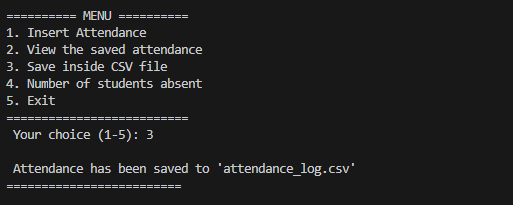 ========== MENU ==========
1. Insert Attendance
2. View the saved attendance
3. Save inside CSV file
4. Number of students absent
5. Exit
==========================
Your choice (1-5): 3
Attendance has been saved to 'attendance_log.csv'
=========================